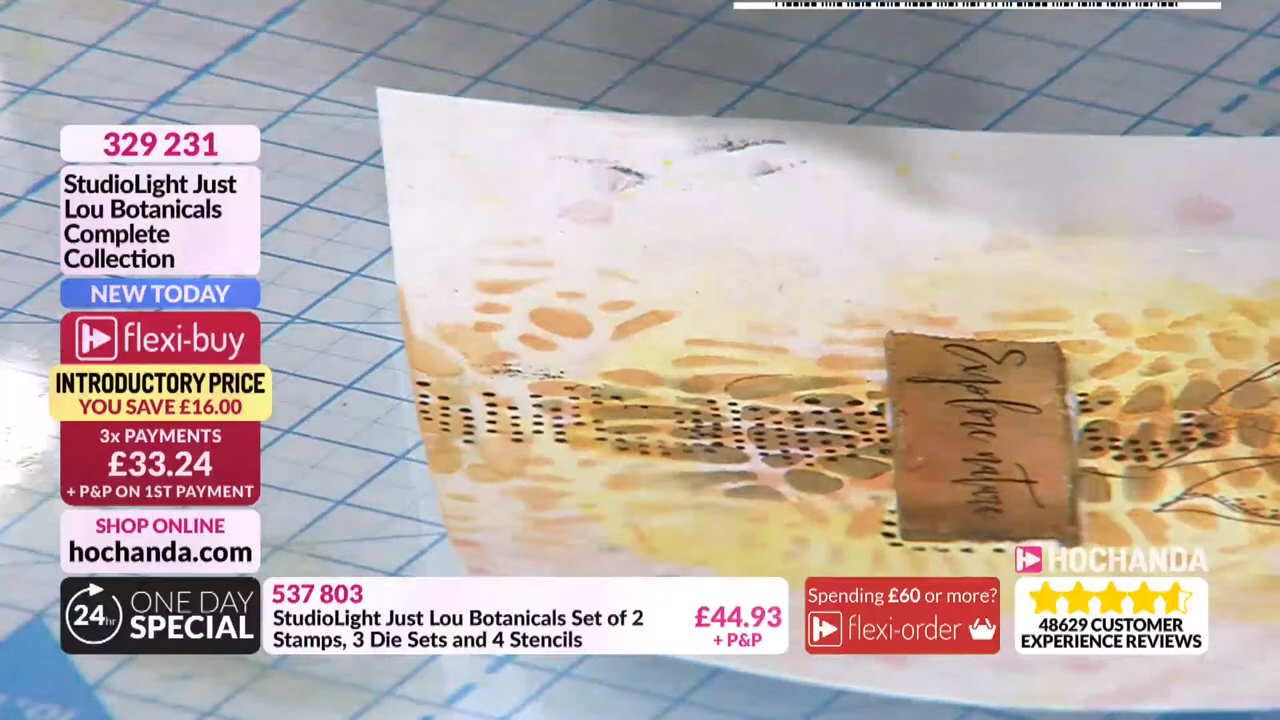 329 231
StudioLight Just
Lou Botanicals
Complete
Collection
NEW TODAY
flexi-buy
INTRODUCTORY PRICE
YOU SAVE £16.00
3x PAYMENTS
£33.24
+ P&P ON 1ST PAYMENT
SHOP ONLINE
hochanda.com
Explore nature
HOCHANDA
24hr
ONE DAY
SPECIAL
537 803
StudioLight Just Lou Botanicals Set of 2
Stamps, 3 Die Sets and 4 Stencils
£44.93
+ P&P
Spending £60 or more?
flexi-order
48629 CUSTOMER
EXPERIENCE REVIEWS